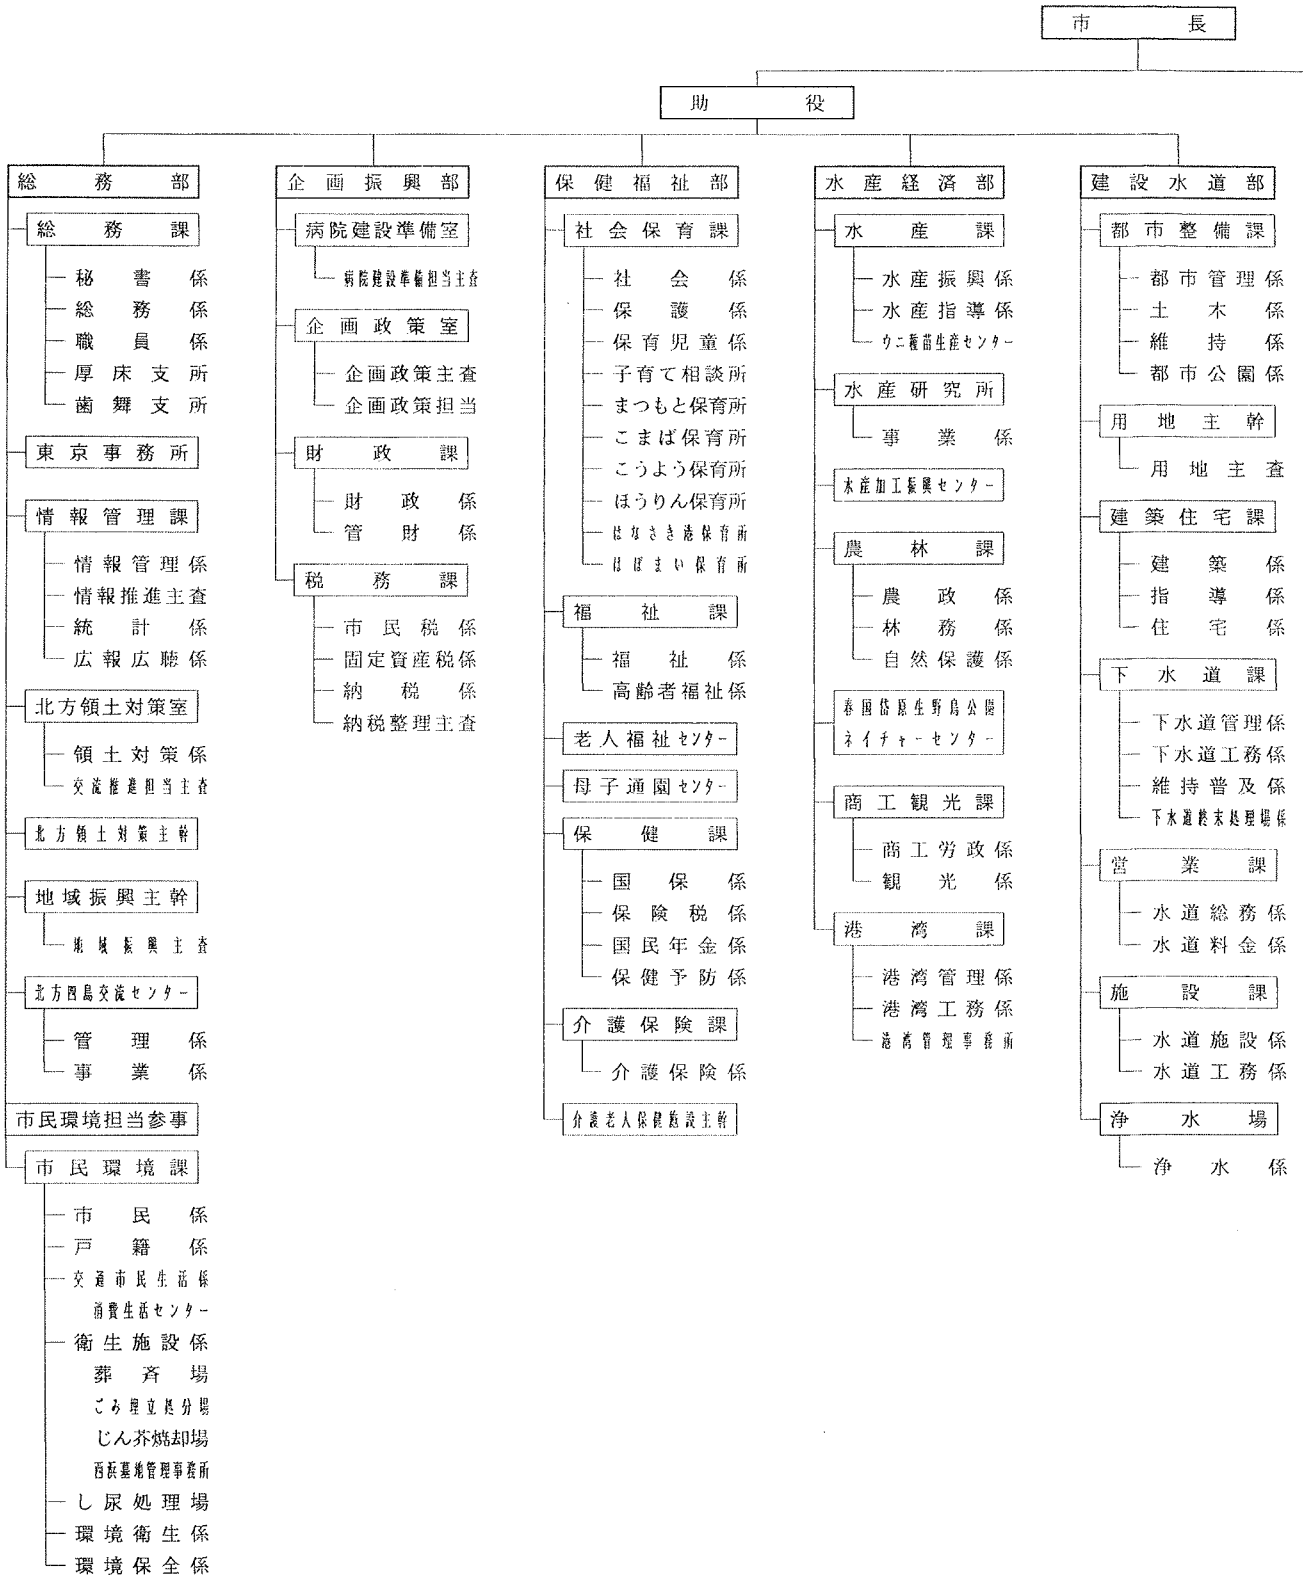 市長
助役
総務部
総務課
秘書係
総務係
職員係
厚床支所
歯舞支所
東京事務所
情報管理課
情報管理係
情報推進主査
統計係
広報広聴係
北方領土対策室
領土対策係
交流推進担当主査
北方領土対策主幹
地域振興主幹
地域振興主査
北方四島交流センター
管理係
事業係
市民環境担当参事
市民環境課
市民係
戸籍係
交通市民生活係
消費生活センター
衛生施設係
葬斉場
ごみ埋立処分場
じん芥焼却場
西浜墓地管理事務所
し尿処理場
環境衛生係
環境保全係
企画振興部
病院建設準備室
病院建設準備担当主査
企画政策室
企画政策主査
企画政策担当
財政課
財政係
管財係
税務課
市民税係
固定資産税係
納税係
納税整理主査
保健福祉部
社会保育課
社会係
保護係
保育児童係
子育て相談所
まつもと保育所
こまば保育所
こうよう保育所
ほうりん保育所
はなさき港保育所
はぼまい保育所
福祉課
福祉係
高齢者福祉係
老人福祉センター
母子通園センター
保健課
国保係
保険税係
国民年金係
保健予防係
介護保険課
介護保険係
介護老人保健施設主幹
水産経済部
水産課
水産振興係
水産指導係
ウニ種苗生産センター
水産研究所
事業係
水産加工振興センター
農林課
農政係
林務係
自然保護係
春国岱原生野鳥公園
ネイチャーセンター
商工観光課
商工労政係
観光係
港湾課
港湾管理係
港湾工務係
港湾管理事務所
建設水道部
都市整備課
都市管理係
土木係
維持係
都市公園係
用地主幹
用地主査
建築住宅課
建築係
指導係
住宅係
下水道課
下水道管理係
下水道工務係
維持普及係
下水道終末処理場係
営業課
水道総務係
水道料金係
施設課
水道施設係
水道工務係
浄水場
浄水係